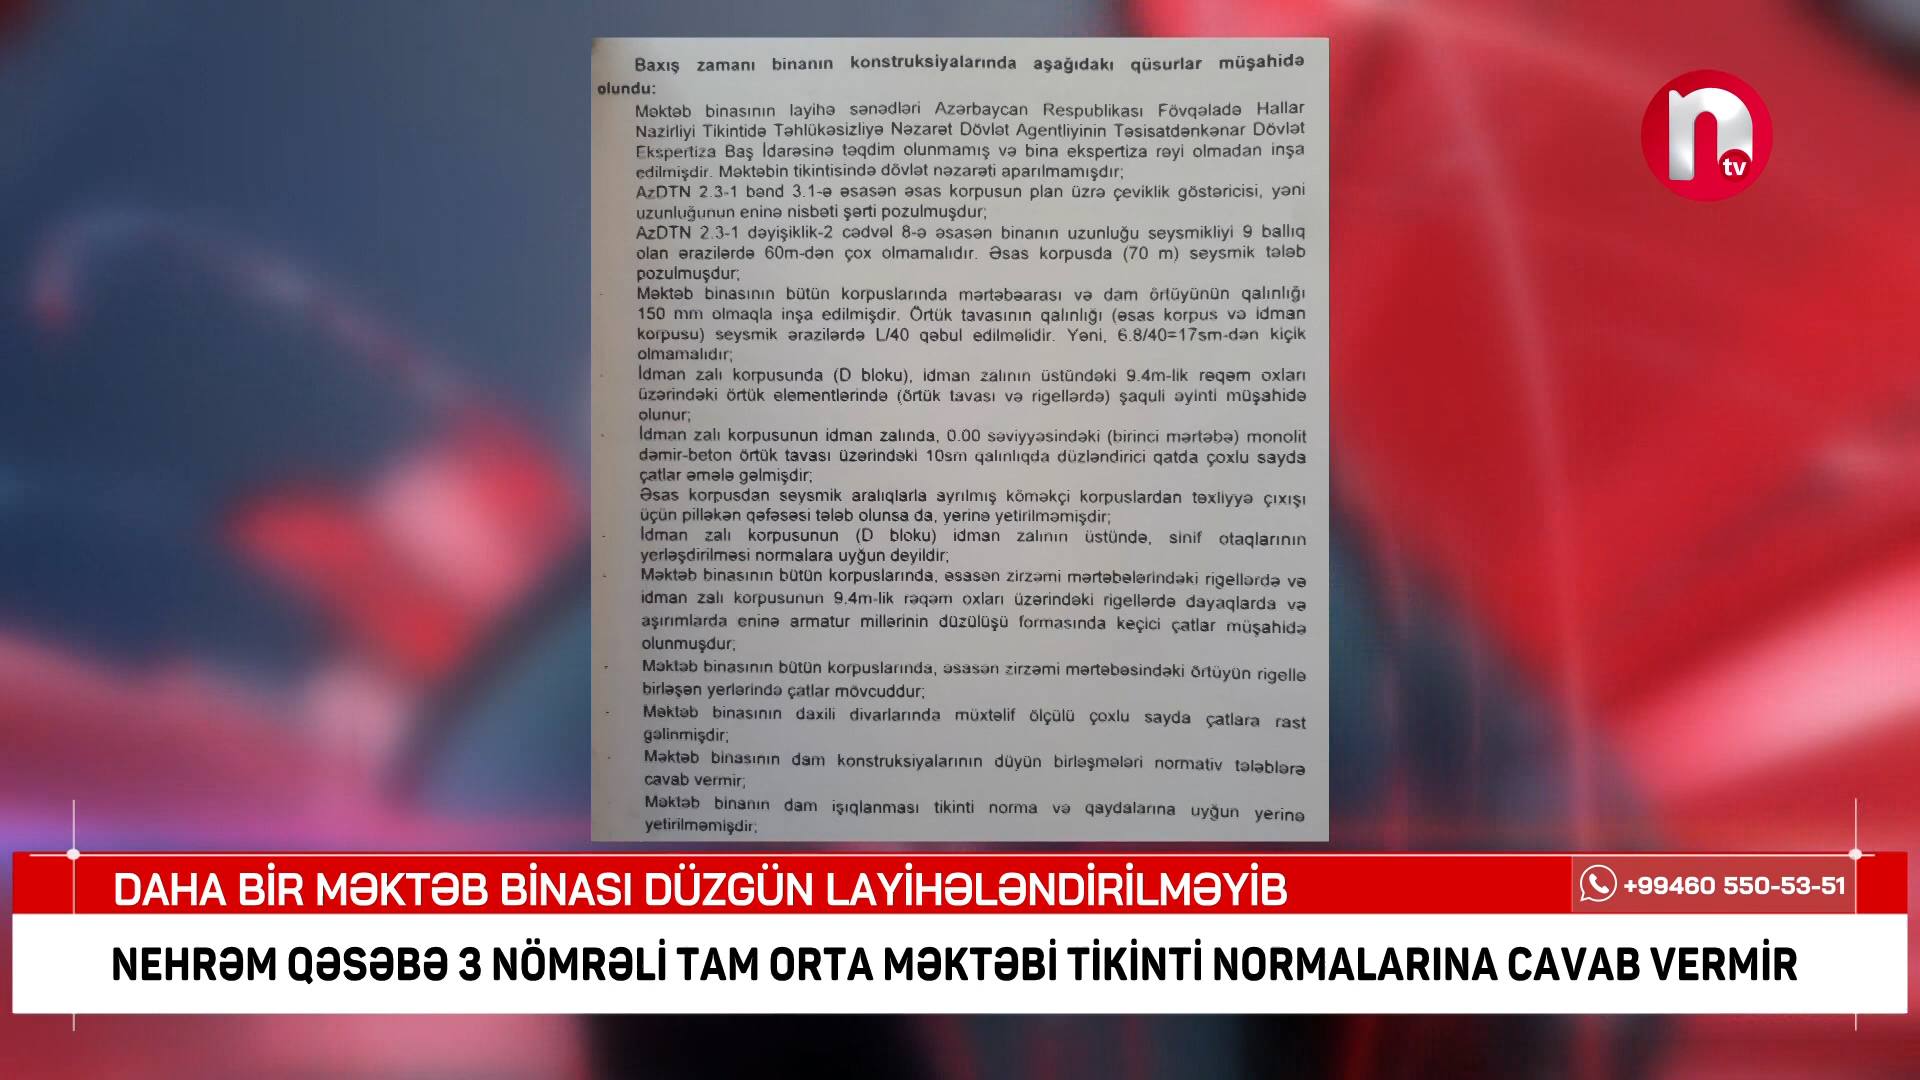 Baxış zamanı binanın konstruksiyalarında aşağıdakı qüsurlar müşahidə
olundu:
Məktəb binasının layihə sənədləri Azərbaycan Respublikası Fövqəladə Hallar
Nazirliyi Tikintidə Təhlükəsizliyə Nəzarət Dövlət Agentliyinin Təsisatdənkənar Dövlət
Ekspertiza Baş İdarəsinə təqdim olunmamış və bina ekspertiza rəyi olmadan inşa
edilmişdir. Məktəbin tikintisində dövlət nəzarəti aparılmamışdır;
AzDTN 2.3-1 bənd 3.1-ə əsasən əsas korpusun plan üzrə çeviklik göstəricisi, yəni
uzunluğunun eninə nisbəti şərti pozulmuşdur;
AzDTN 2.3-1 dəyişiklik-2 cədvəl 8-ə əsasən binanın uzunluğu seysmikliyi 9 ballıq
olan ərazilərdə 60m-dən çox olmamalıdır. Əsas korpusda (70 m) seysmik tələb
pozulmuşdur;
- Məktəb binasının bütün korpuslarında mərtəbəarası və dam örtüyünün qalınlığı
150 mm olmaqla inşa edilmişdir. Örtük tavasının qalınlığı (əsas korpus və idman
korpusu) seysmik ərazilərdə L/40 qəbul edilməlidir. Yəni, 6.8/40=17sm-dən kiçik
olmamalıdır;
- İdman zalı korpusunda (D bloku), idman zalının üstündəki 9.4m-lik rəqəm oxları
üzərindəki örtük elementlərində (örtük tavası və rigellərdə) şaquli əyinti müşahidə
olunur;
- İdman zalı korpusunun idman zalında, 0.00 səviyyəsindəki (birinci mərtəbə) monolit
dəmir-beton örtük tavası üzərindəki 10sm qalınlıqda düzləndirici qatda çoxlu sayda
çatlar əmələ gəlmişdir;
Əsas korpusdan seysmik aralıqlarla ayrılmış köməkçi korpuslardan təxliyyə çıxışı
üçün pilləkən qəfəsəsi tələb olunsa da, yerinə yetirilməmişdir;
- İdman zalı korpusunun (D bloku) idman zalının üstündə, sinif otaqlarının
yerləşdirilməsi normalara uyğun deyildir;
- Məktəb binasının bütün korpuslarında, əsasən zirzəmi mərtəbələrindəki rigellərdə və
idman zalı korpusunun 9.4m-lik rəqəm oxları üzərindəki rigellərdə dayaqlarda və
aşırımlarda eninə armatur millərinin düzülüşü formasında keçici çatlar müşahidə
olunmuşdur;
- Məktəb binasının bütün korpuslarında, əsasən zirzəmi mərtəbəsindəki örtüyün rigellə
birləşən yerlərində çatlar mövcuddur;
- Məktəb binasının daxili divarlarında müxtəlif ölçülü çoxlu sayda çatlara rast
gəlinmişdir;
- Məktəb binasının dam konstruksiyalarının düyün birləşmələri normativ tələblərə
cavab vermir;
Məktəb binanın dam işıqlanması tikinti norma və qaydalarına uyğun yerinə
yetirilməmişdir;
n tv
DAHA BİR MƏKTƏB BİNASI DÜZGÜN LAYİHƏLƏNDİRİLMƏYİB
+99460 550-53-51
NEHRƏM QƏSƏBƏ 3 NÖMRƏLİ TAM ORTA MƏKTƏBİ TİKİNTİ NORMALARINA CAVAB VERMİR